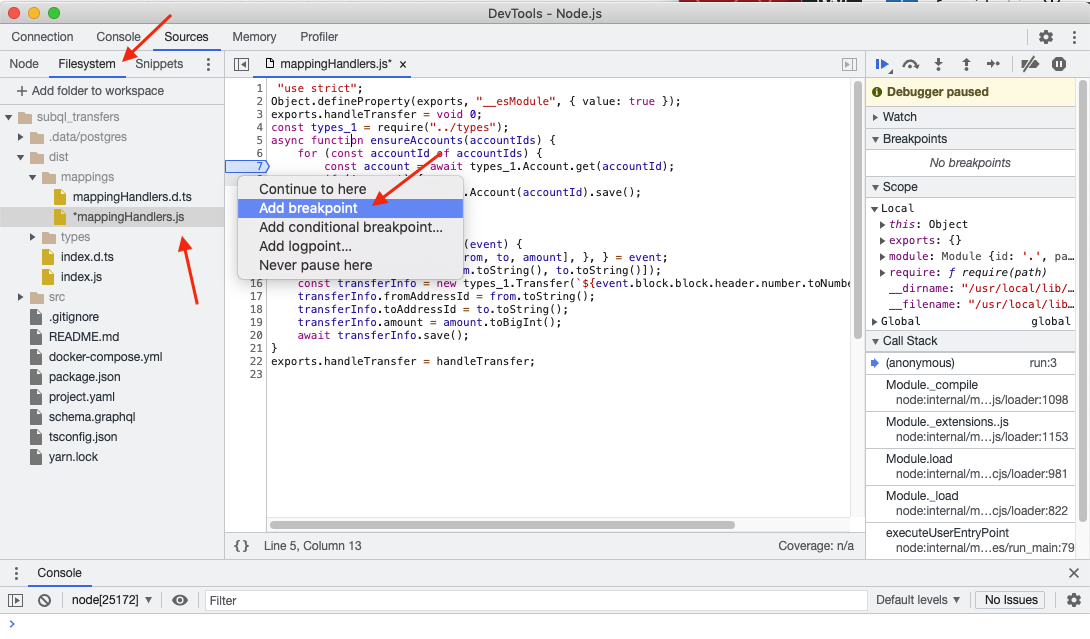 DevTools - Node.js
Connection Console Sources Memory Profiler
Node Filesystem Snippets
mappingHandlers.js* ×
+ Add folder to workspace
subql_transfers
.data/postgres
dist
mappings
mappingHandlers.d.ts
*mappingHandlers.js
types
index.d.ts
index.js
src
.gitignore
README.md
docker-compose.yml
package.json
project.yaml
schema.graphql
tsconfig.json
yarn.lock
1 "use strict";
2 Object.defineProperty(exports, "__esModule", { value: true });
3 exports.handleTransfer = void 0;
4 const types_1 = require("../types");
5 async function ensureAccounts(accountIds) {
6 for (const accountId of accountIds) {
7 const account = await types_1.Account.get(accountId);
.Account(accountId).save();
(event) {
om, to, amount], }, } = event;
m.toString(), to.toString()]);
16 const transferInfo = new types_1.Transfer(`${event.block.block.header.number.toNumbe
17 transferInfo.fromAddressId = from.toString();
18 transferInfo.toAddressId = to.toString();
19 transferInfo.amount = amount.toBigInt();
20 await transferInfo.save();
21 }
22 exports.handleTransfer = handleTransfer;
23
Continue to here
Add breakpoint
Add conditional breakpoint...
Add logpoint...
Never pause here
{} Line 5, Column 13 Coverage: n/a
Debugger paused
Watch
Breakpoints
No breakpoints
Scope
Local
this: Object
exports: {}
module: Module {id: '.', pa…
require: ƒ require(path)
__dirname: "/usr/local/lib/…
__filename: "/usr/local/lib…
Global global
Call Stack
(anonymous) run:3
Module._compile
node:internal/m…js/loader:1098
Module._extensions..js
node:internal/m…js/loader:1153
Module.load
node:internal/m…cjs/loader:981
Module._load
node:internal/m…cjs/loader:822
executeUserEntryPoint
node:internal/m…es/run_main:79
Console
node[25172] Filter Default levels No Issues